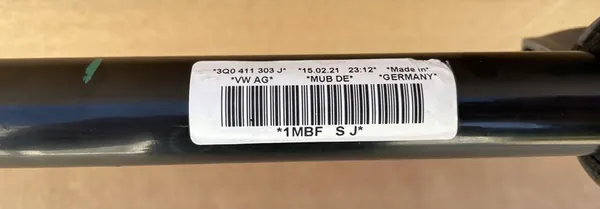 *3Q0 411 303 J* *15.02.21 23:12* *Made in*
*VW AG* *MUB DE* *GERMANY*
*1MBF S J*